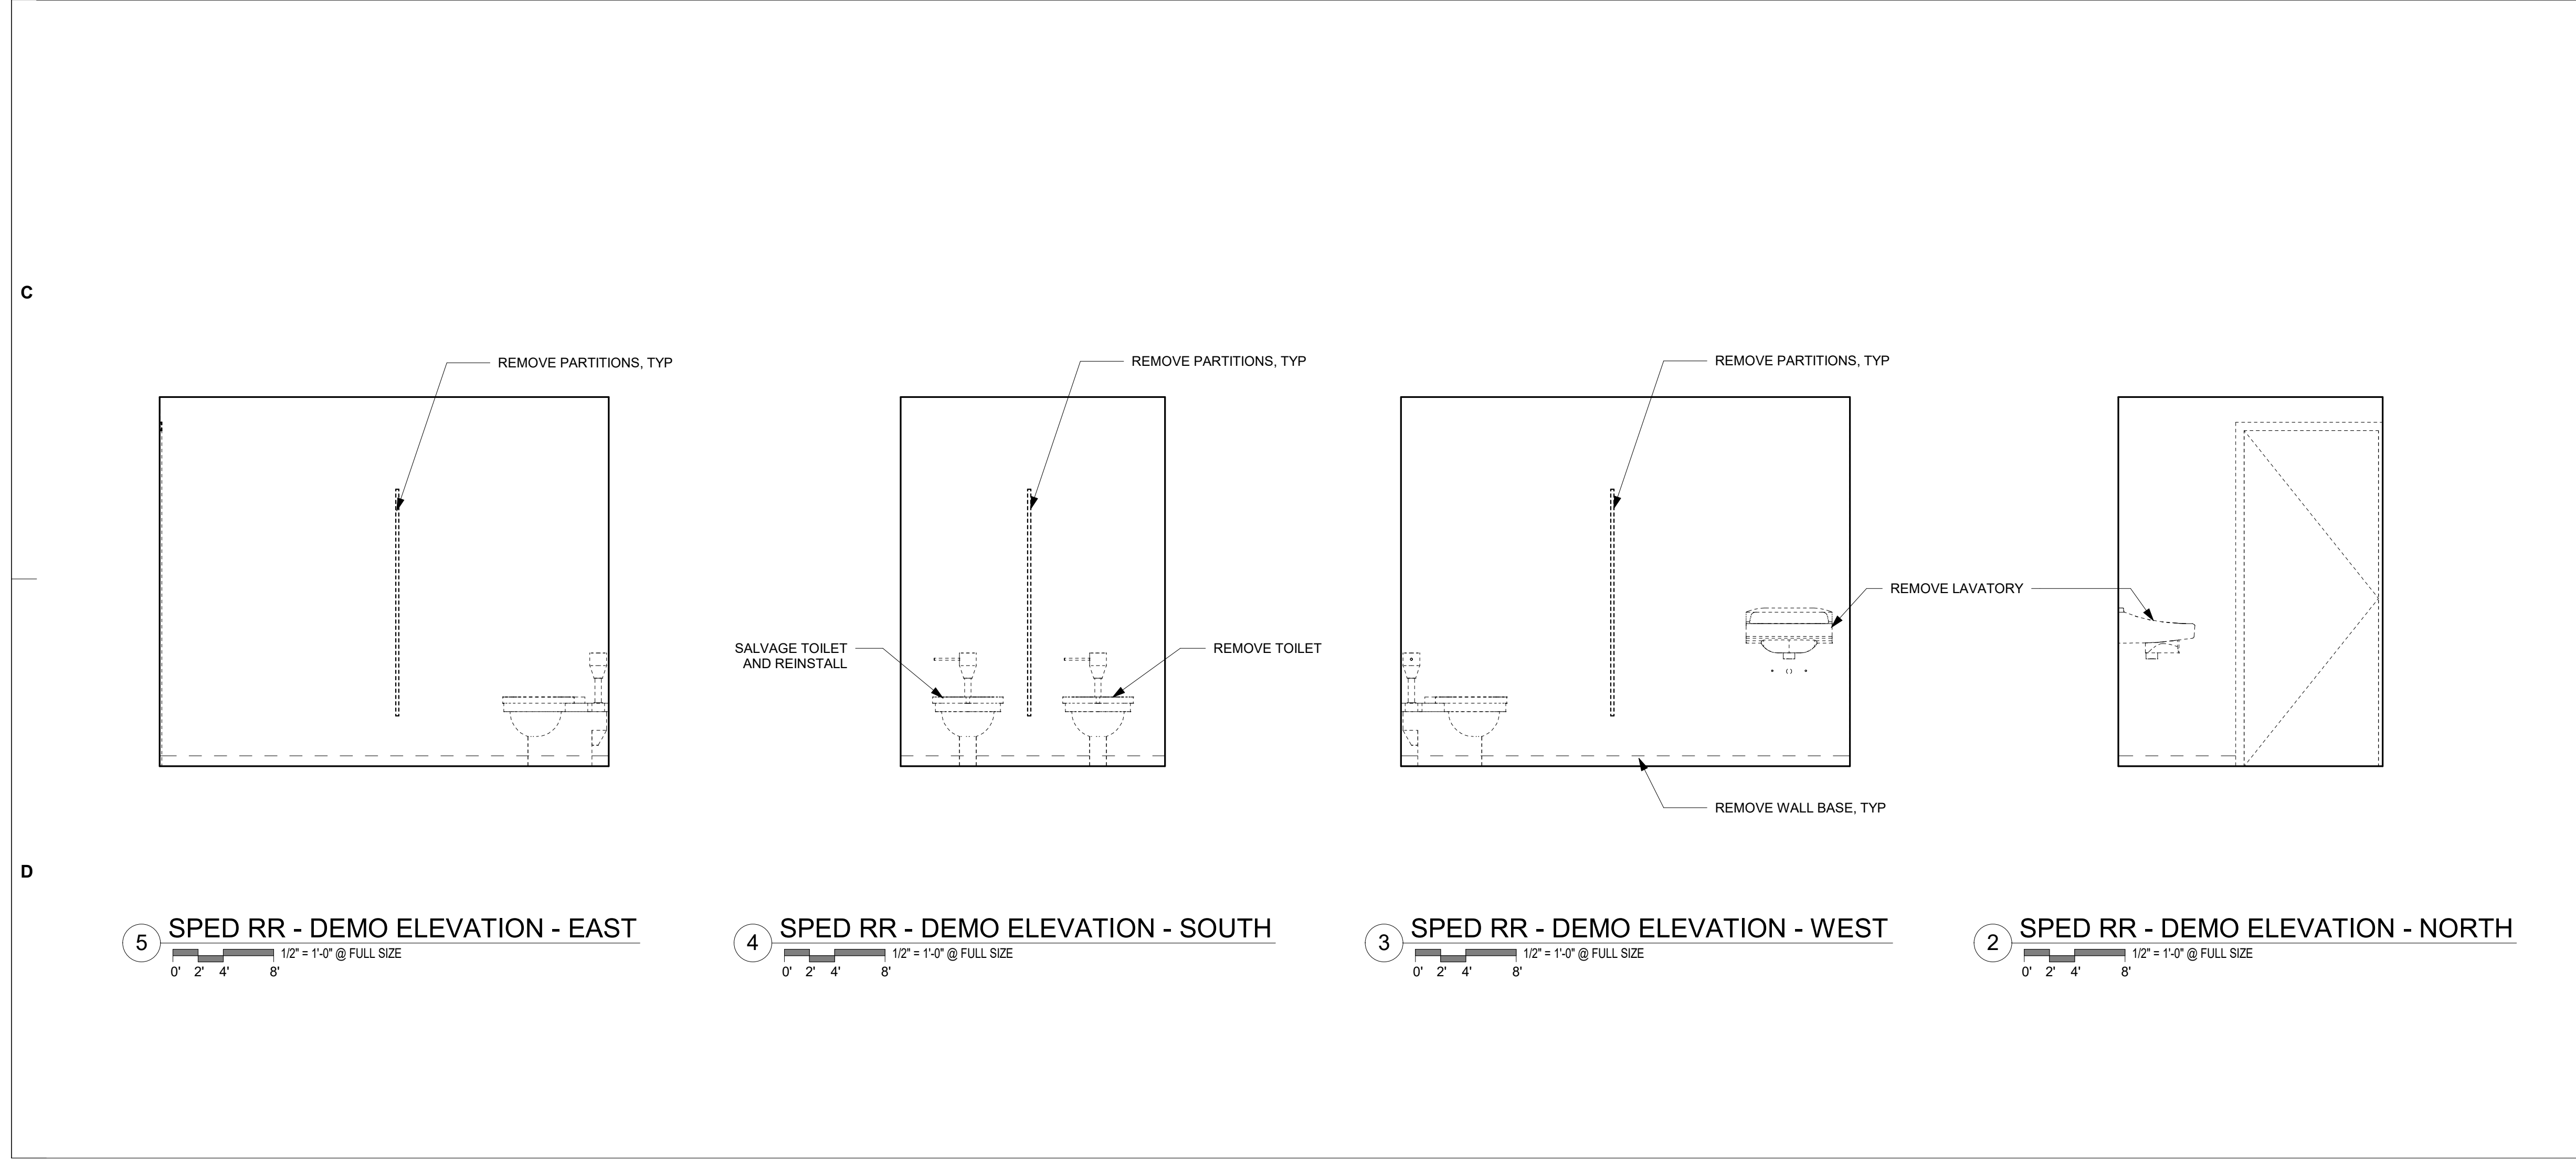 C
REMOVE PARTITIONS, TYP
REMOVE PARTITIONS, TYP
REMOVE PARTITIONS, TYP
REMOVE LAVATORY
SALVAGE TOILET
AND REINSTALL
REMOVE TOILET
REMOVE WALL BASE, TYP
D
5 SPED RR - DEMO ELEVATION - EAST
1/2" = 1'-0" @ FULL SIZE
0' 2' 4' 8'
4 SPED RR - DEMO ELEVATION - SOUTH
1/2" = 1'-0" @ FULL SIZE
0' 2' 4' 8'
3 SPED RR - DEMO ELEVATION - WEST
1/2" = 1'-0" @ FULL SIZE
0' 2' 4' 8'
2 SPED RR - DEMO ELEVATION - NORTH
1/2" = 1'-0" @ FULL SIZE
0' 2' 4' 8'